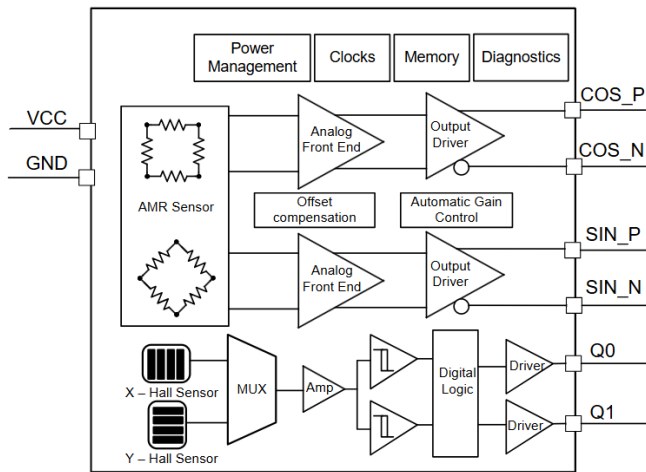 Power
Management
Clocks
Memory
Diagnostics
VCC
GND
AMR Sensor
Analog
Front End
Output
Driver
COS_P
COS_N
Offset
compensation
Automatic Gain
Control
Analog
Front End
Output
Driver
SIN_P
SIN_N
X – Hall Sensor
Y – Hall Sensor
MUX
Amp
Digital
Logic
Driver
Driver
Q0
Q1